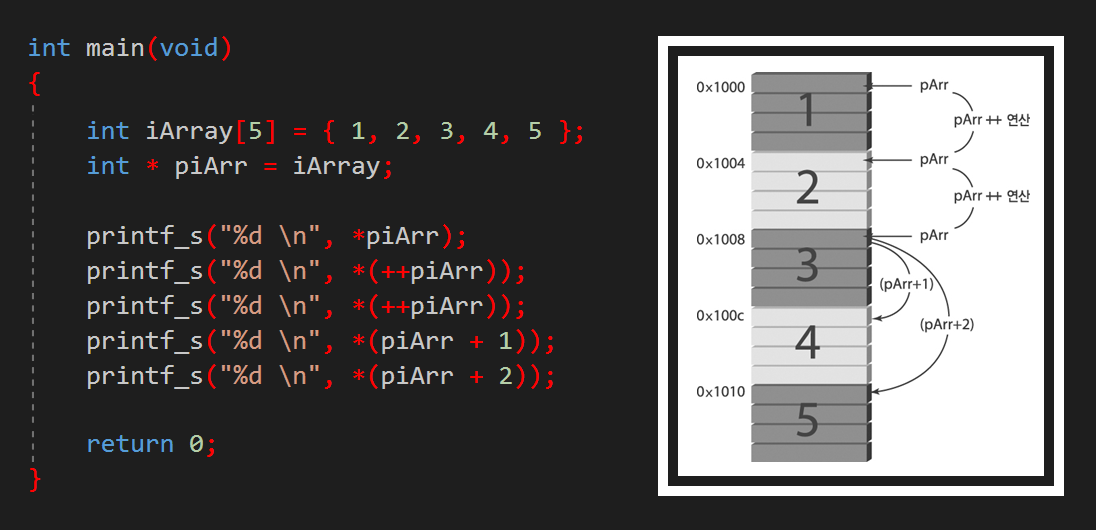 int main(void)
{
int iArray[5] = { 1, 2, 3, 4, 5 };
int * piArr = iArray;
printf_s("%d \n", *piArr);
printf_s("%d \n", *(++piArr));
printf_s("%d \n", *(++piArr));
printf_s("%d \n", *(piArr + 1));
printf_s("%d \n", *(piArr + 2));
return 0;
}
0x1000
pArr
1
pArr ++ 연산
0x1004
pArr
2
pArr ++ 연산
0x1008
pArr
3
(pArr+1)
0x100c
(pArr+2)
4
0x1010
5